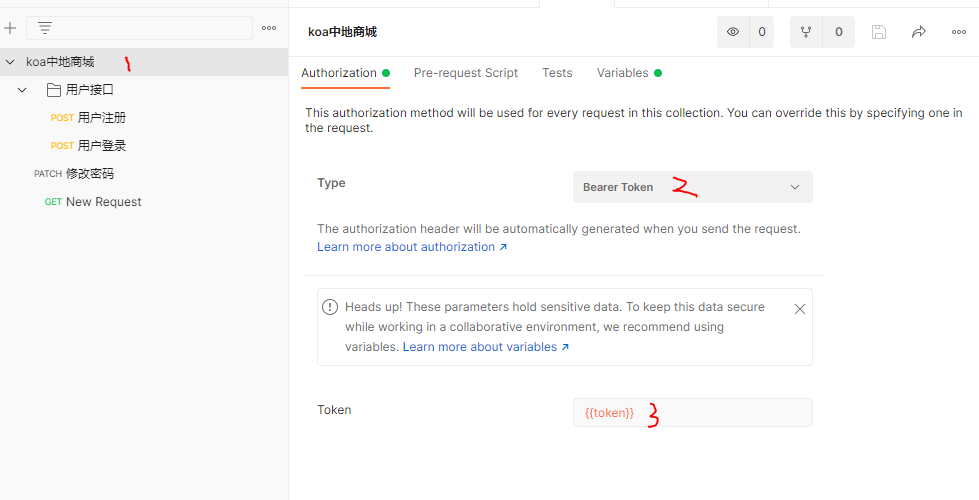 koa中地商城 1
用户接口
POST 用户注册
POST 用户登录
PATCH 修改密码
GET New Request
koa中地商城
0
0
Authorization
Pre-request Script
Tests
Variables
This authorization method will be used for every request in this collection. You can override this by specifying one in
the request.
Type
Bearer Token 2
The authorization header will be automatically generated when you send the request.
Learn more about authorization ↗
Heads up! These parameters hold sensitive data. To keep this data secure
while working in a collaborative environment, we recommend using
variables. Learn more about variables ↗
Token
{{token}} 3